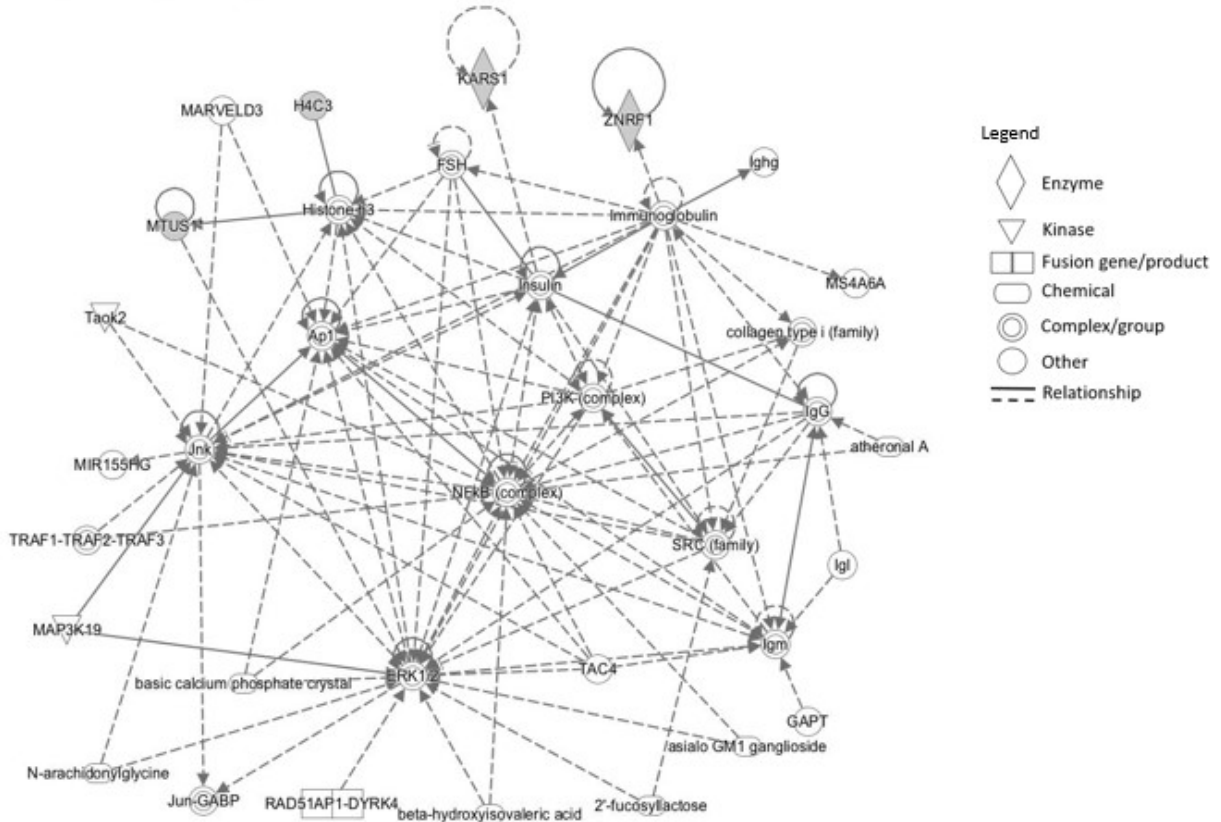 KARS1
H4C3
MARVELD3
ZNRF1
FSH
Ighg
Histone h3
Immunoglobulin
MTUS1
Insulin
MS4A6A
Taok2
Ap1
collagen type i (family)
PI3K (complex)
IgG
atheronal A
Jnk
MIR155HG
NFkB (complex)
TRAF1-TRAF2-TRAF3
SRC (family)
Igl
MAP3K19
Igm
TAC4
ERK1/2
basic calcium phosphate crystal
GAPT
asialo GM1 ganglioside
N-arachidonylglycine
Jun-GABP
RAD51AP1-DYRK4
beta-hydroxyisovaleric acid
2'-fucosyllactose
Legend
Enzyme
Kinase
Fusion gene/product
Chemical
Complex/group
Other
Relationship